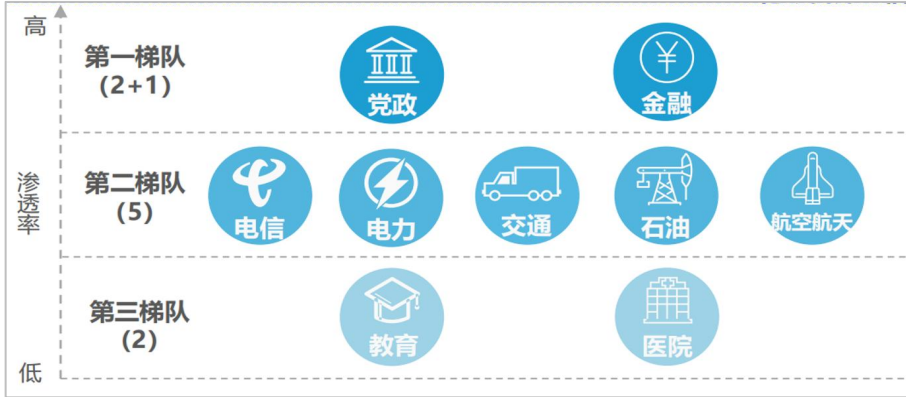 高
第一梯队
(2+1)
党政
金融
渗透率
第二梯队
(5)
电信
电力
交通
石油
航空航天
第三梯队
(2)
教育
医院
低